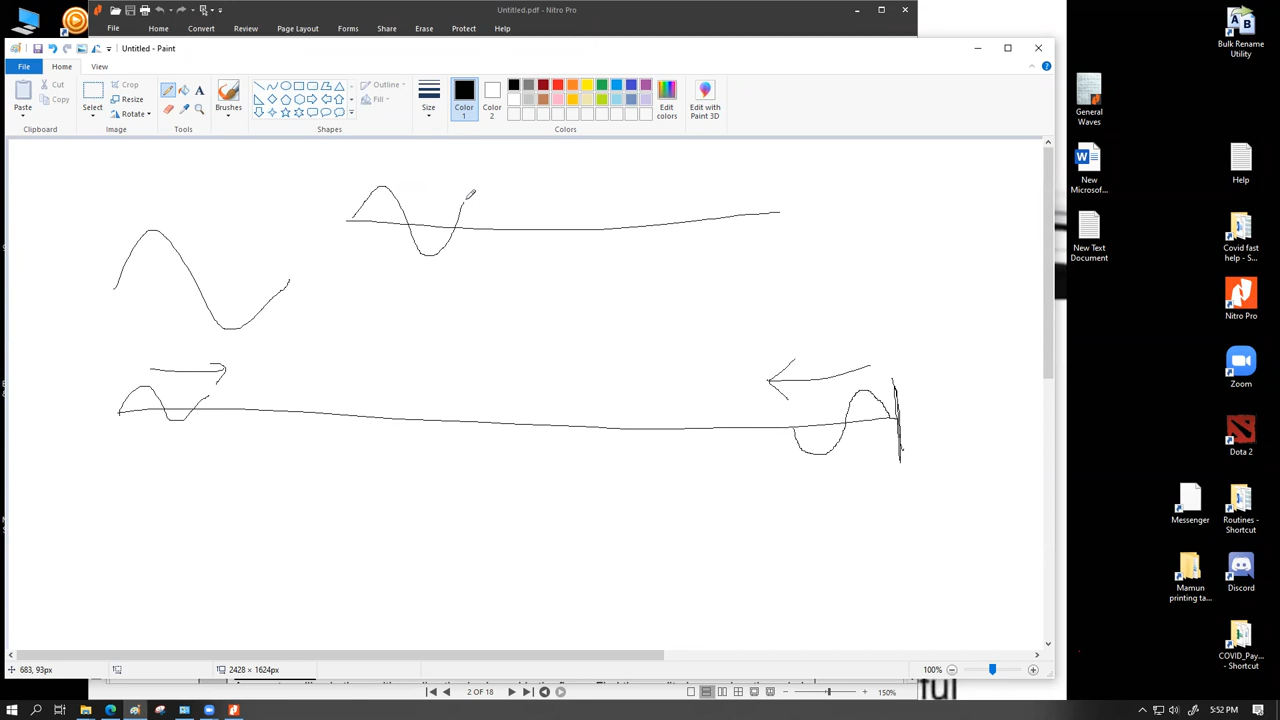 Untitled.pdf - Nitro Pro
File Home Convert Review Page Layout Forms Share Erase Protect Help
Untitled - Paint
File Home View
Paste
Cut
Copy
Clipboard
Select
Crop
Resize
Rotate
Image
Tools
Brushes
Shapes
Outline
Fill
Size
Color 1
Color 2
Edit colors
Edit with Paint 3D
Colors
683, 93px
2428 × 1624px
100%
2 OF 18
150%
ful
Bulk Rename Utility
General Waves
New Microsof...
Help
New Text Document
Covid fast help - S...
Nitro Pro
Zoom
Dota 2
Messenger
Routines - Shortcut
Mamun printing ta...
Discord
COVID_Pay... - Shortcut
5:52 PM